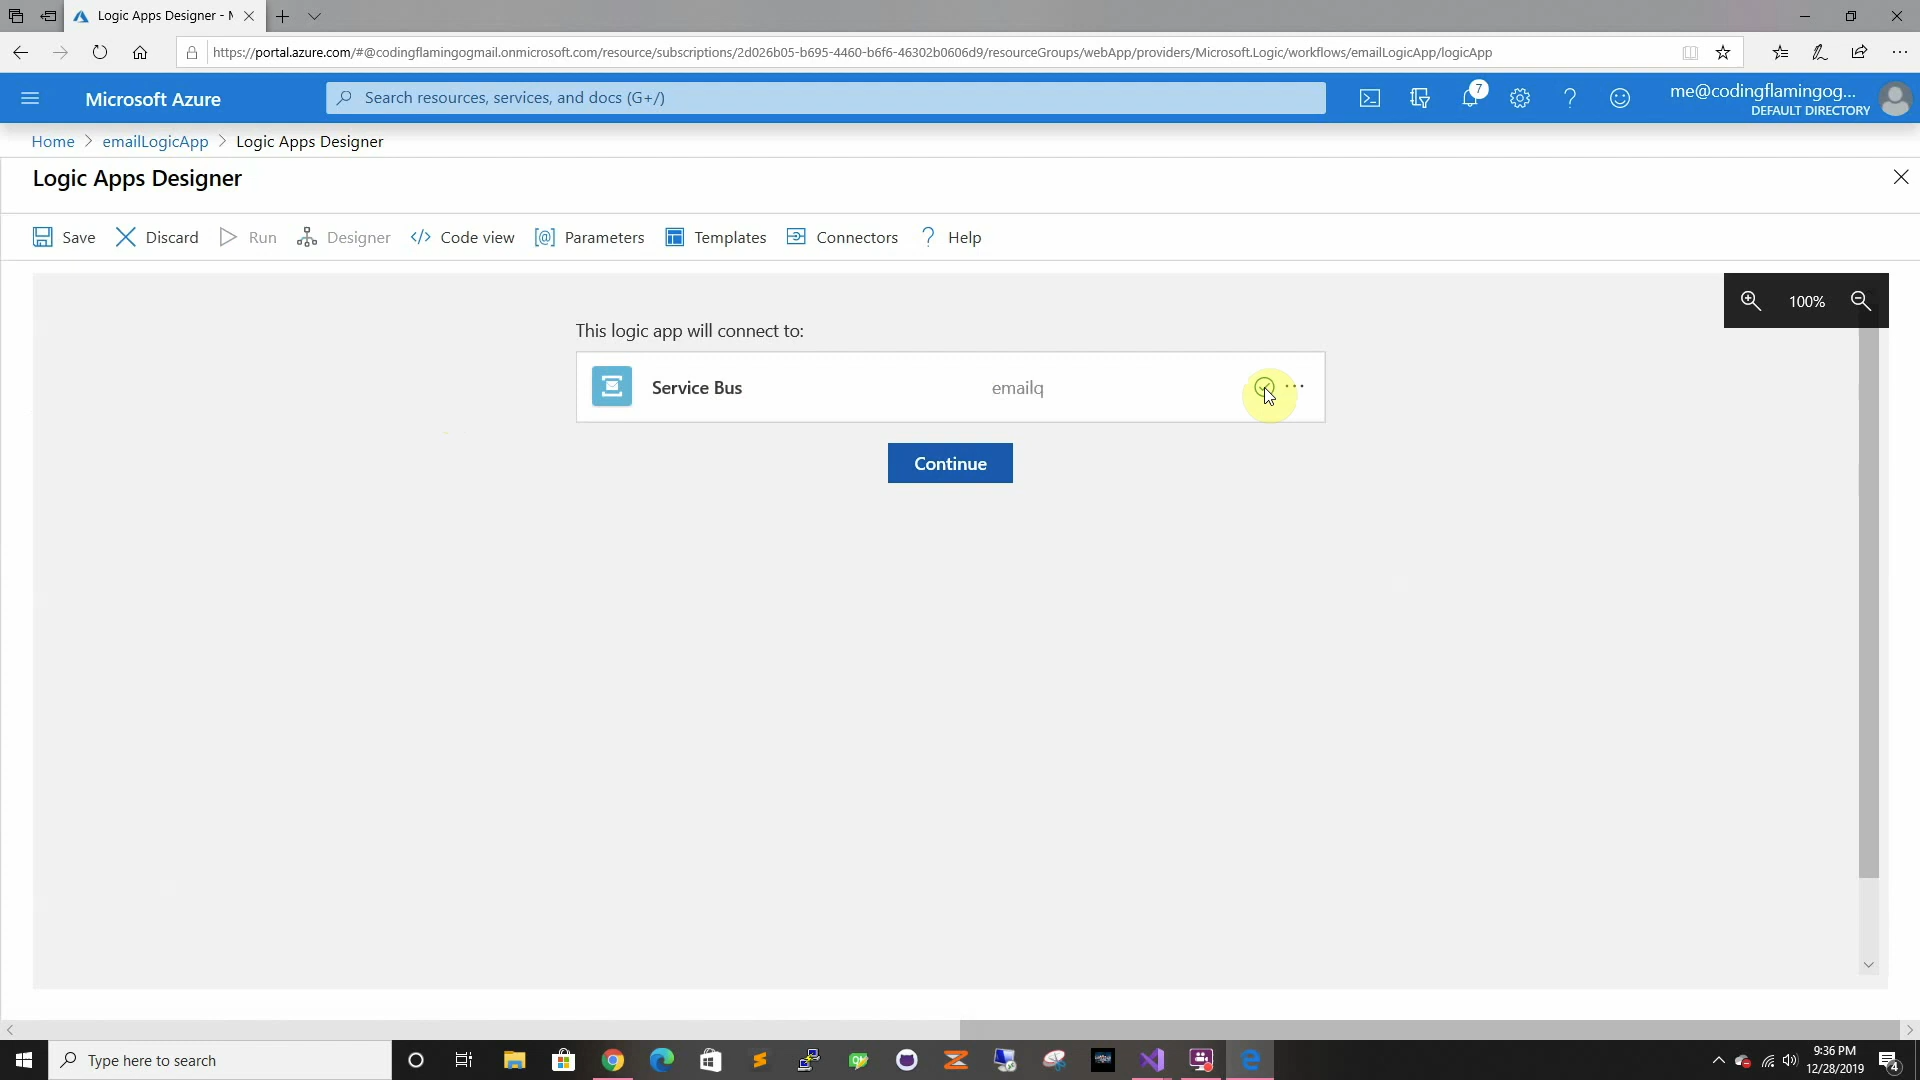 Logic Apps Designer - M
https://portal.azure.com/#@codingflamingogmail.onmicrosoft.com/resource/subscriptions/2d026b05-b695-4460-b6f6-46302b0606d9/resourceGroups/webApp/providers/Microsoft.Logic/workflows/emailLogicApp/logicApp
Microsoft Azure
Search resources, services, and docs (G+/)
7
me@codingflamingog...
DEFAULT DIRECTORY
Home > emailLogicApp > Logic Apps Designer
Logic Apps Designer
Save Discard Run Designer Code view Parameters Templates Connectors Help
100%
This logic app will connect to:
Service Bus emailq
Continue
Type here to search
9:36 PM
12/28/2019
4